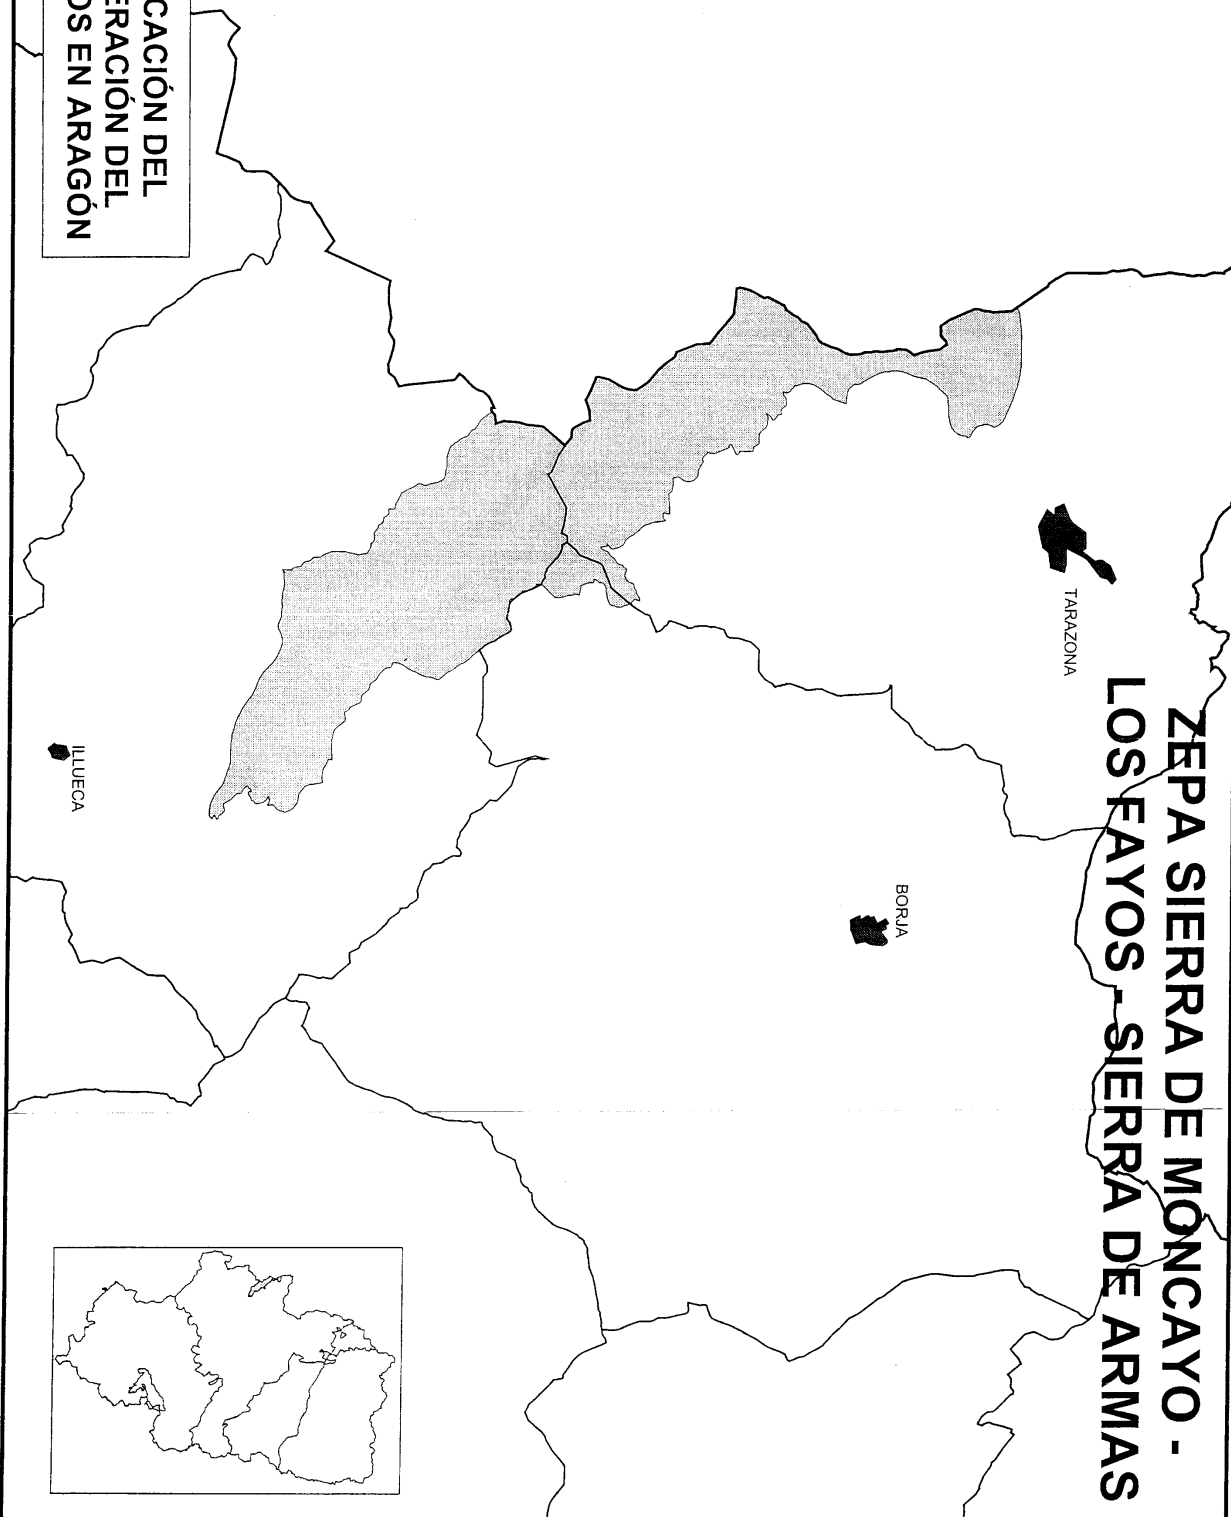 ZEPA SIERRA DE MONCAYO -
LOS FAYOS - SIERRA DE ARMAS
TARAZONA
BORJA
ILLUECA
CACIÓN DEL
ERACIÓN DEL
OS EN ARAGÓN